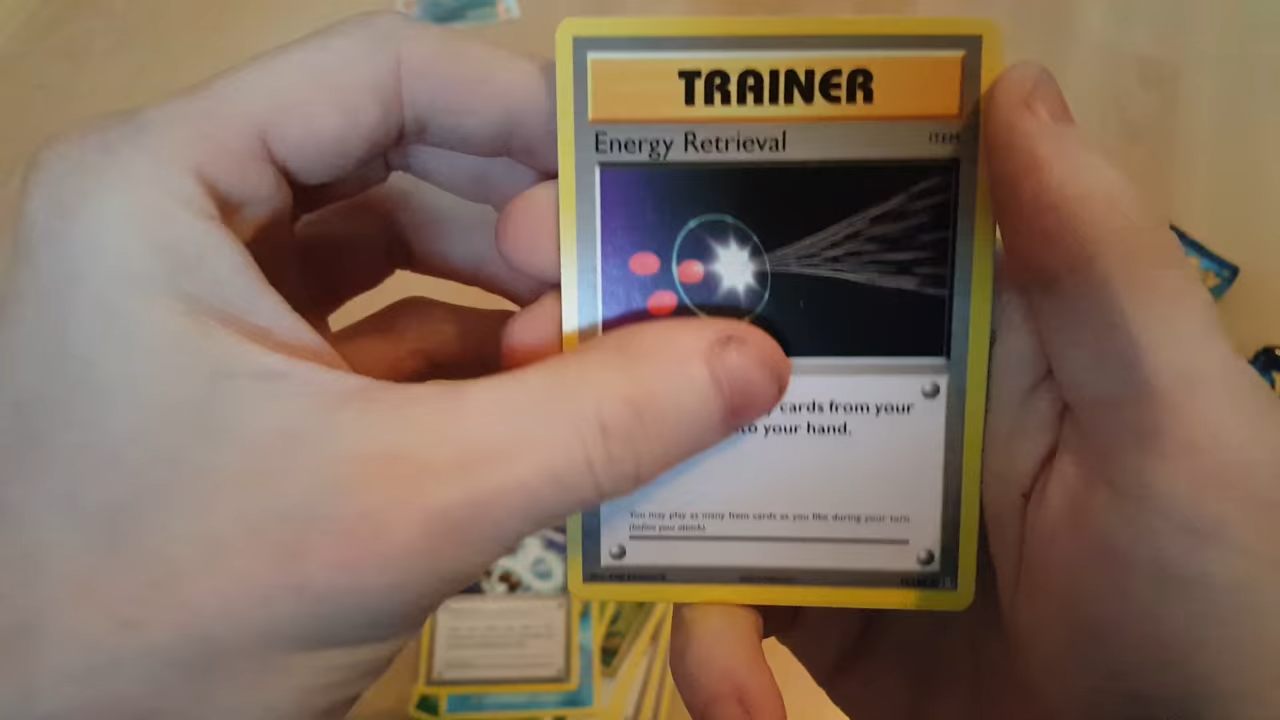 TRAINER
Energy Retrieval ITEM
cards from your
to your hand.
You may play as many Item cards as you like during your turn
(before your attack).